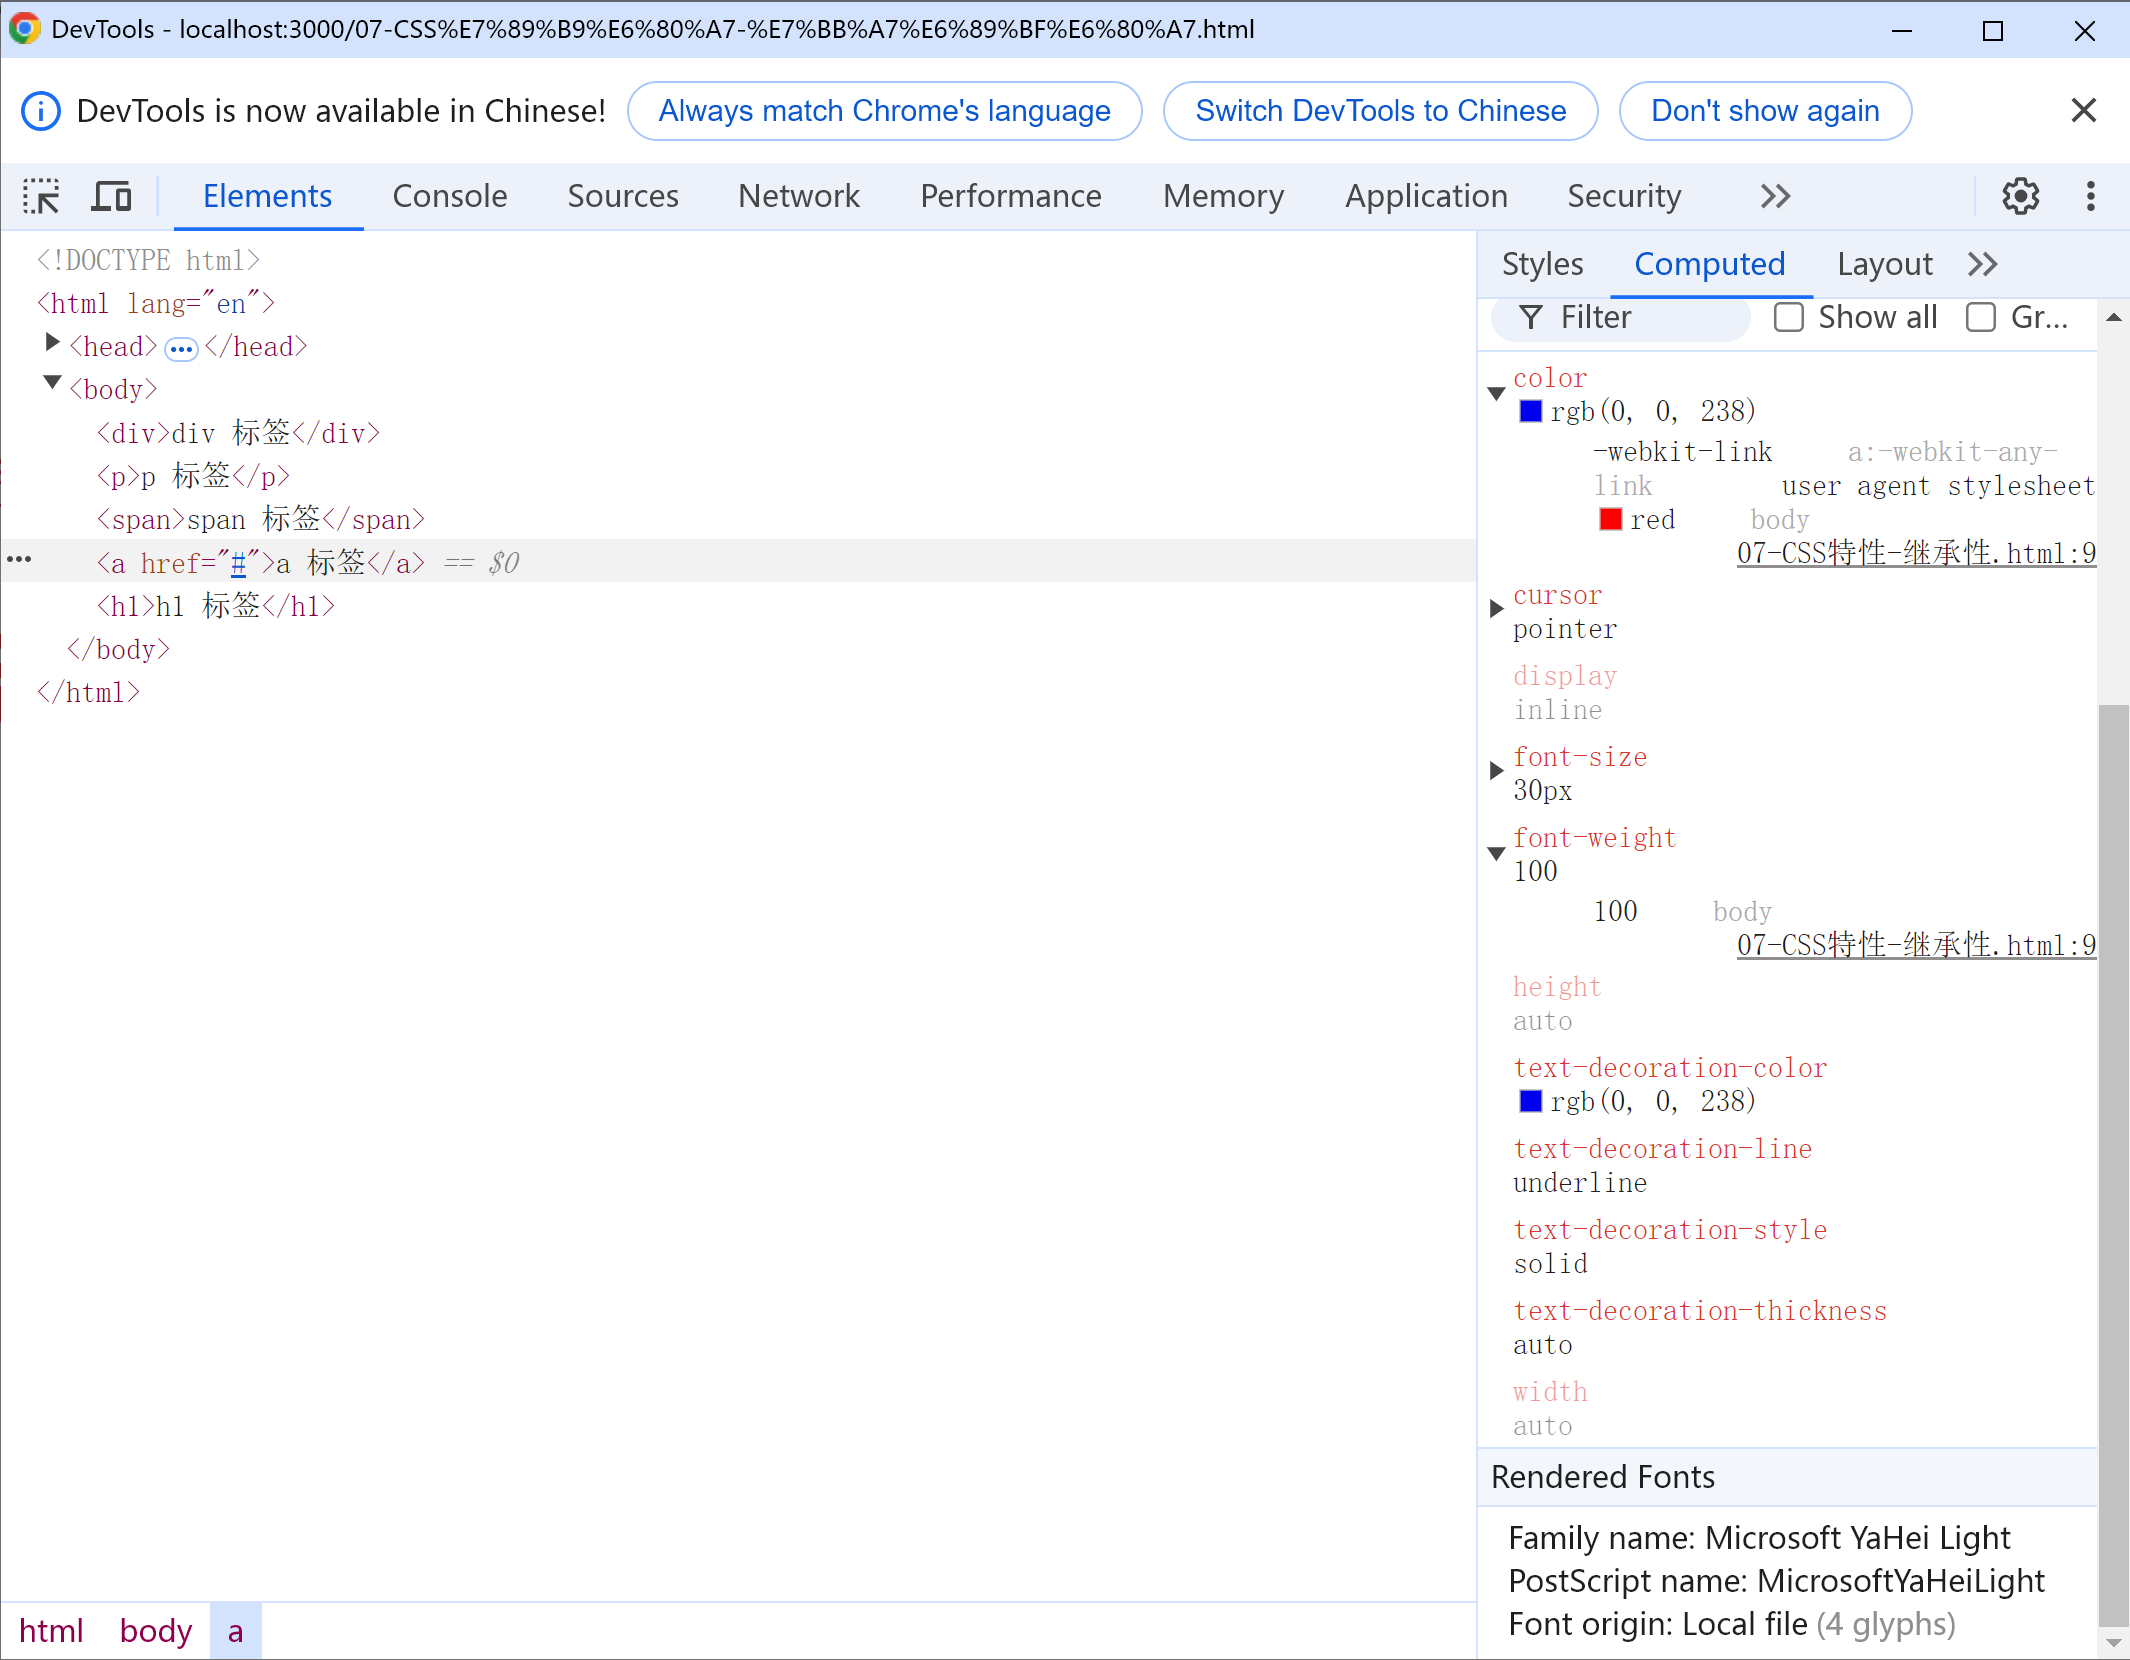 DevTools - localhost:3000/07-CSS%E7%89%B9%E6%80%A7-%E7%BB%A7%E6%89%BF%E6%80%A7.html
DevTools is now available in Chinese!
Always match Chrome's language
Switch DevTools to Chinese
Don't show again
Elements
Console
Sources
Network
Performance
Memory
Application
Security
<!DOCTYPE html>
<html lang="en">
<head>
</head>
<body>
<div>div 标签</div>
<p>p 标签</p>
<span>span 标签</span>
<a href="#">a 标签</a> == $0
<h1>h1 标签</h1>
</body>
</html>
html
body
a
Styles
Computed
Layout
Filter
Show all
Gr...
color
rgb(0, 0, 238)
-webkit-link a:-webkit-any-
link user agent stylesheet
red body
07-CSS特性-继承性.html:9
cursor
pointer
display
inline
font-size
30px
font-weight
100
100 body
07-CSS特性-继承性.html:9
height
auto
text-decoration-color
rgb(0, 0, 238)
text-decoration-line
underline
text-decoration-style
solid
text-decoration-thickness
auto
width
auto
Rendered Fonts
Family name: Microsoft YaHei Light
PostScript name: MicrosoftYaHeiLight
Font origin: Local file (4 glyphs)